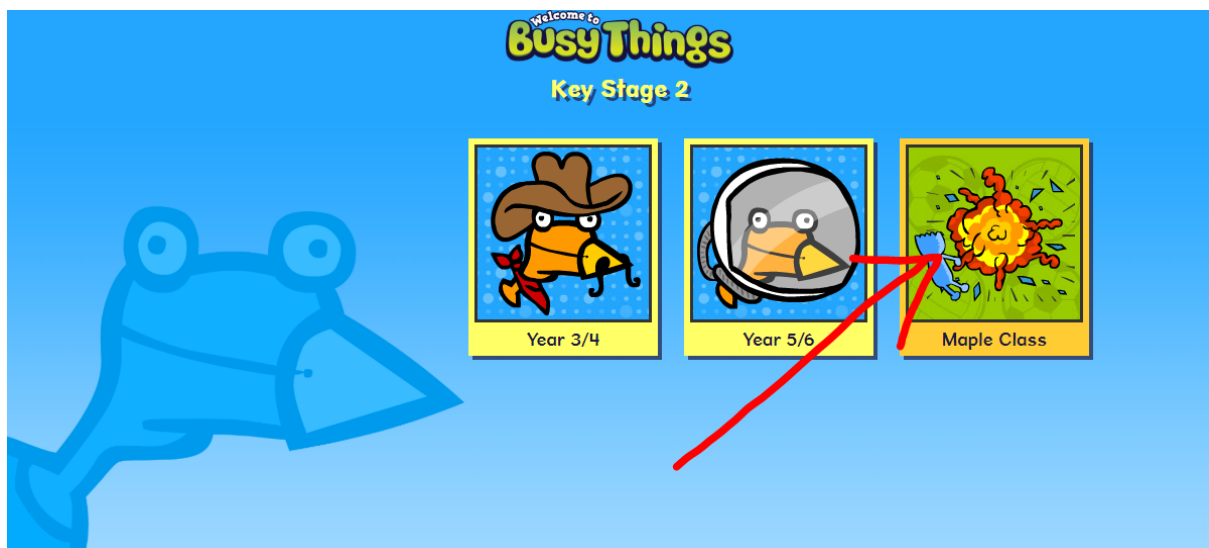 Welcome to
Busy Things
Key Stage 2
Year 3/4
Year 5/6
Maple Class